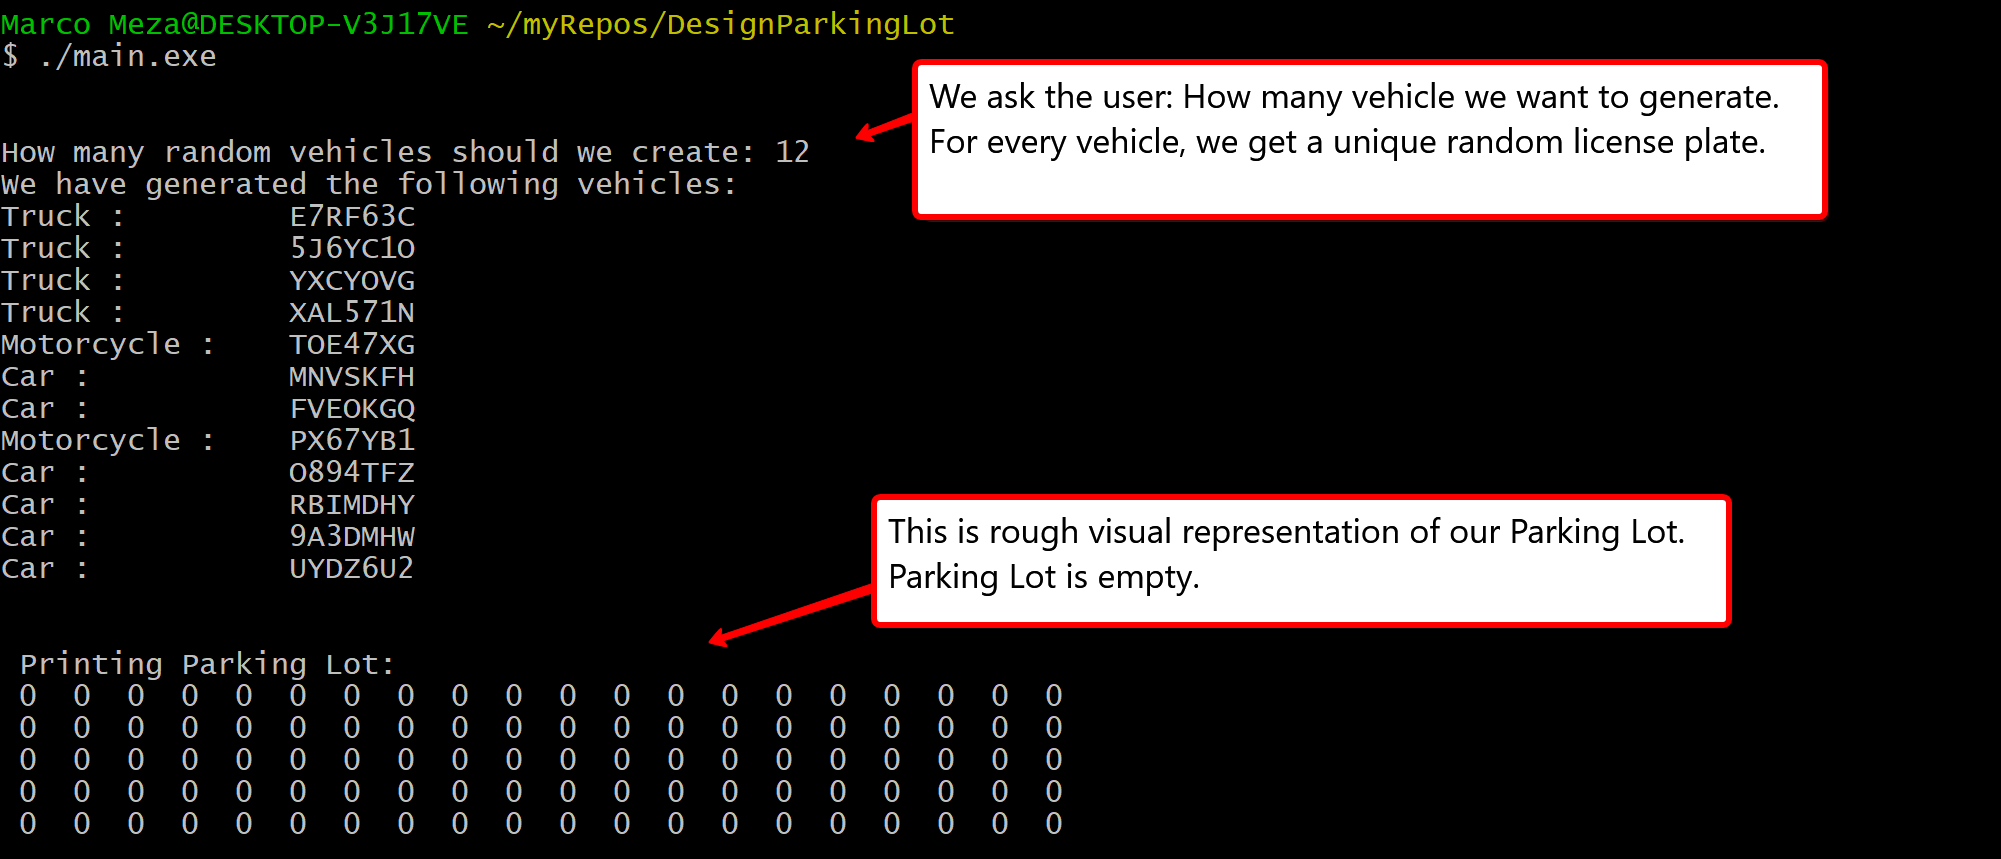 Marco Meza@DESKTOP-V3J17VE ~/myRepos/DesignParkingLot
$ ./main.exe
We ask the user: How many vehicle we want to generate.
For every vehicle, we get a unique random license plate.
How many random vehicles should we create: 12
We have generated the following vehicles:
Truck : E7RF63C
Truck : 5J6YC1O
Truck : YXCYOVG
Truck : XAL571N
Motorcycle : TOE47XG
Car : MNVSKFH
Car : FVEOKGQ
Motorcycle : PX67YB1
Car : O894TFZ
Car : RBIMDHY
Car : 9A3DMHW
Car : UYDZ6U2
This is rough visual representation of our Parking Lot.
Parking Lot is empty.
Printing Parking Lot:
0 0 0 0 0 0 0 0 0 0 0 0 0 0 0 0 0 0 0 0
0 0 0 0 0 0 0 0 0 0 0 0 0 0 0 0 0 0 0 0
0 0 0 0 0 0 0 0 0 0 0 0 0 0 0 0 0 0 0 0
0 0 0 0 0 0 0 0 0 0 0 0 0 0 0 0 0 0 0 0
0 0 0 0 0 0 0 0 0 0 0 0 0 0 0 0 0 0 0 0